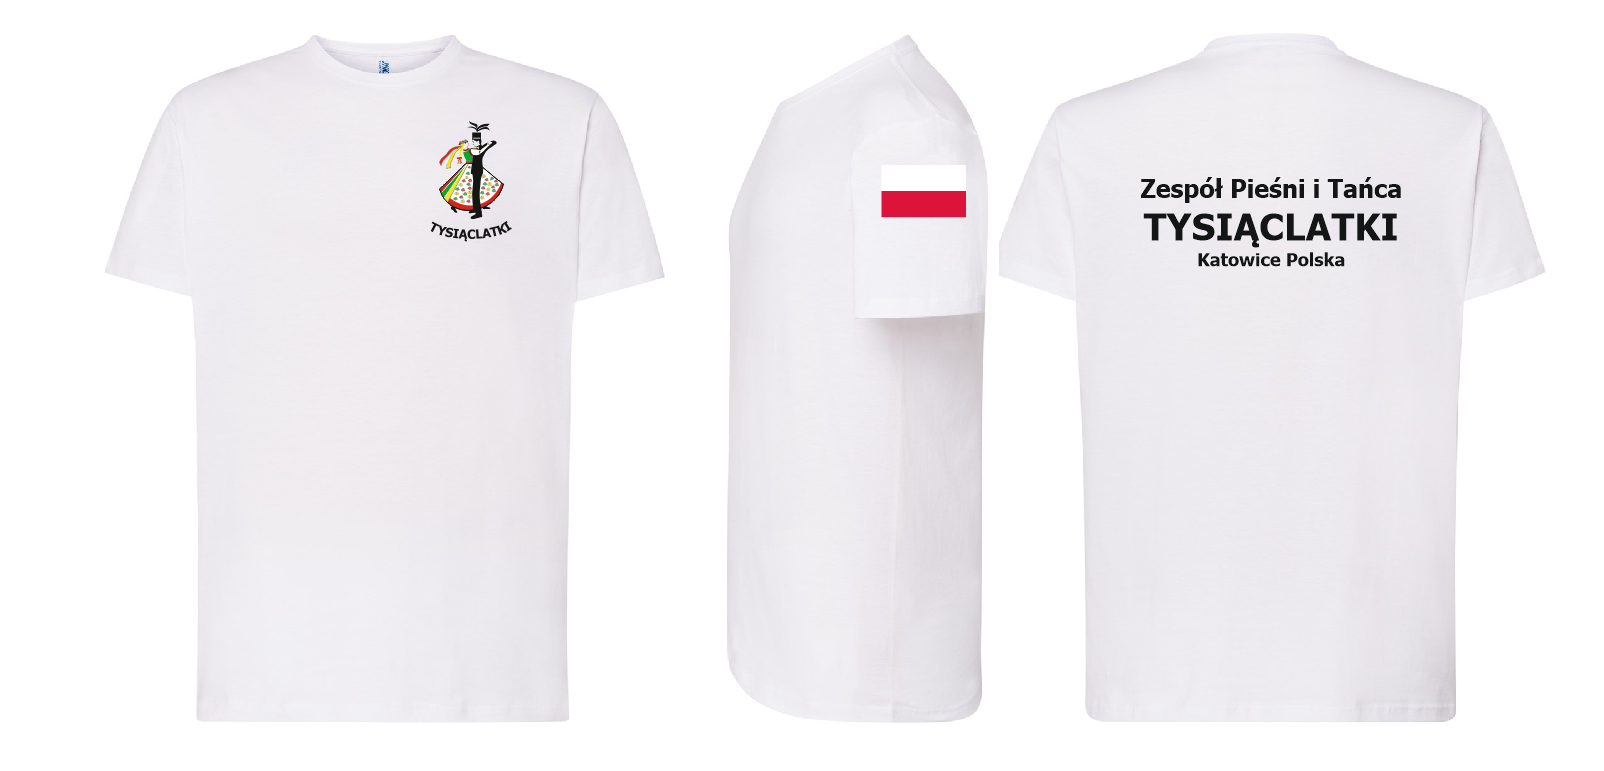 TYSIĄCLATKI
Zespół Pieśni i Tańca
TYSIĄCLATKI
Katowice Polska